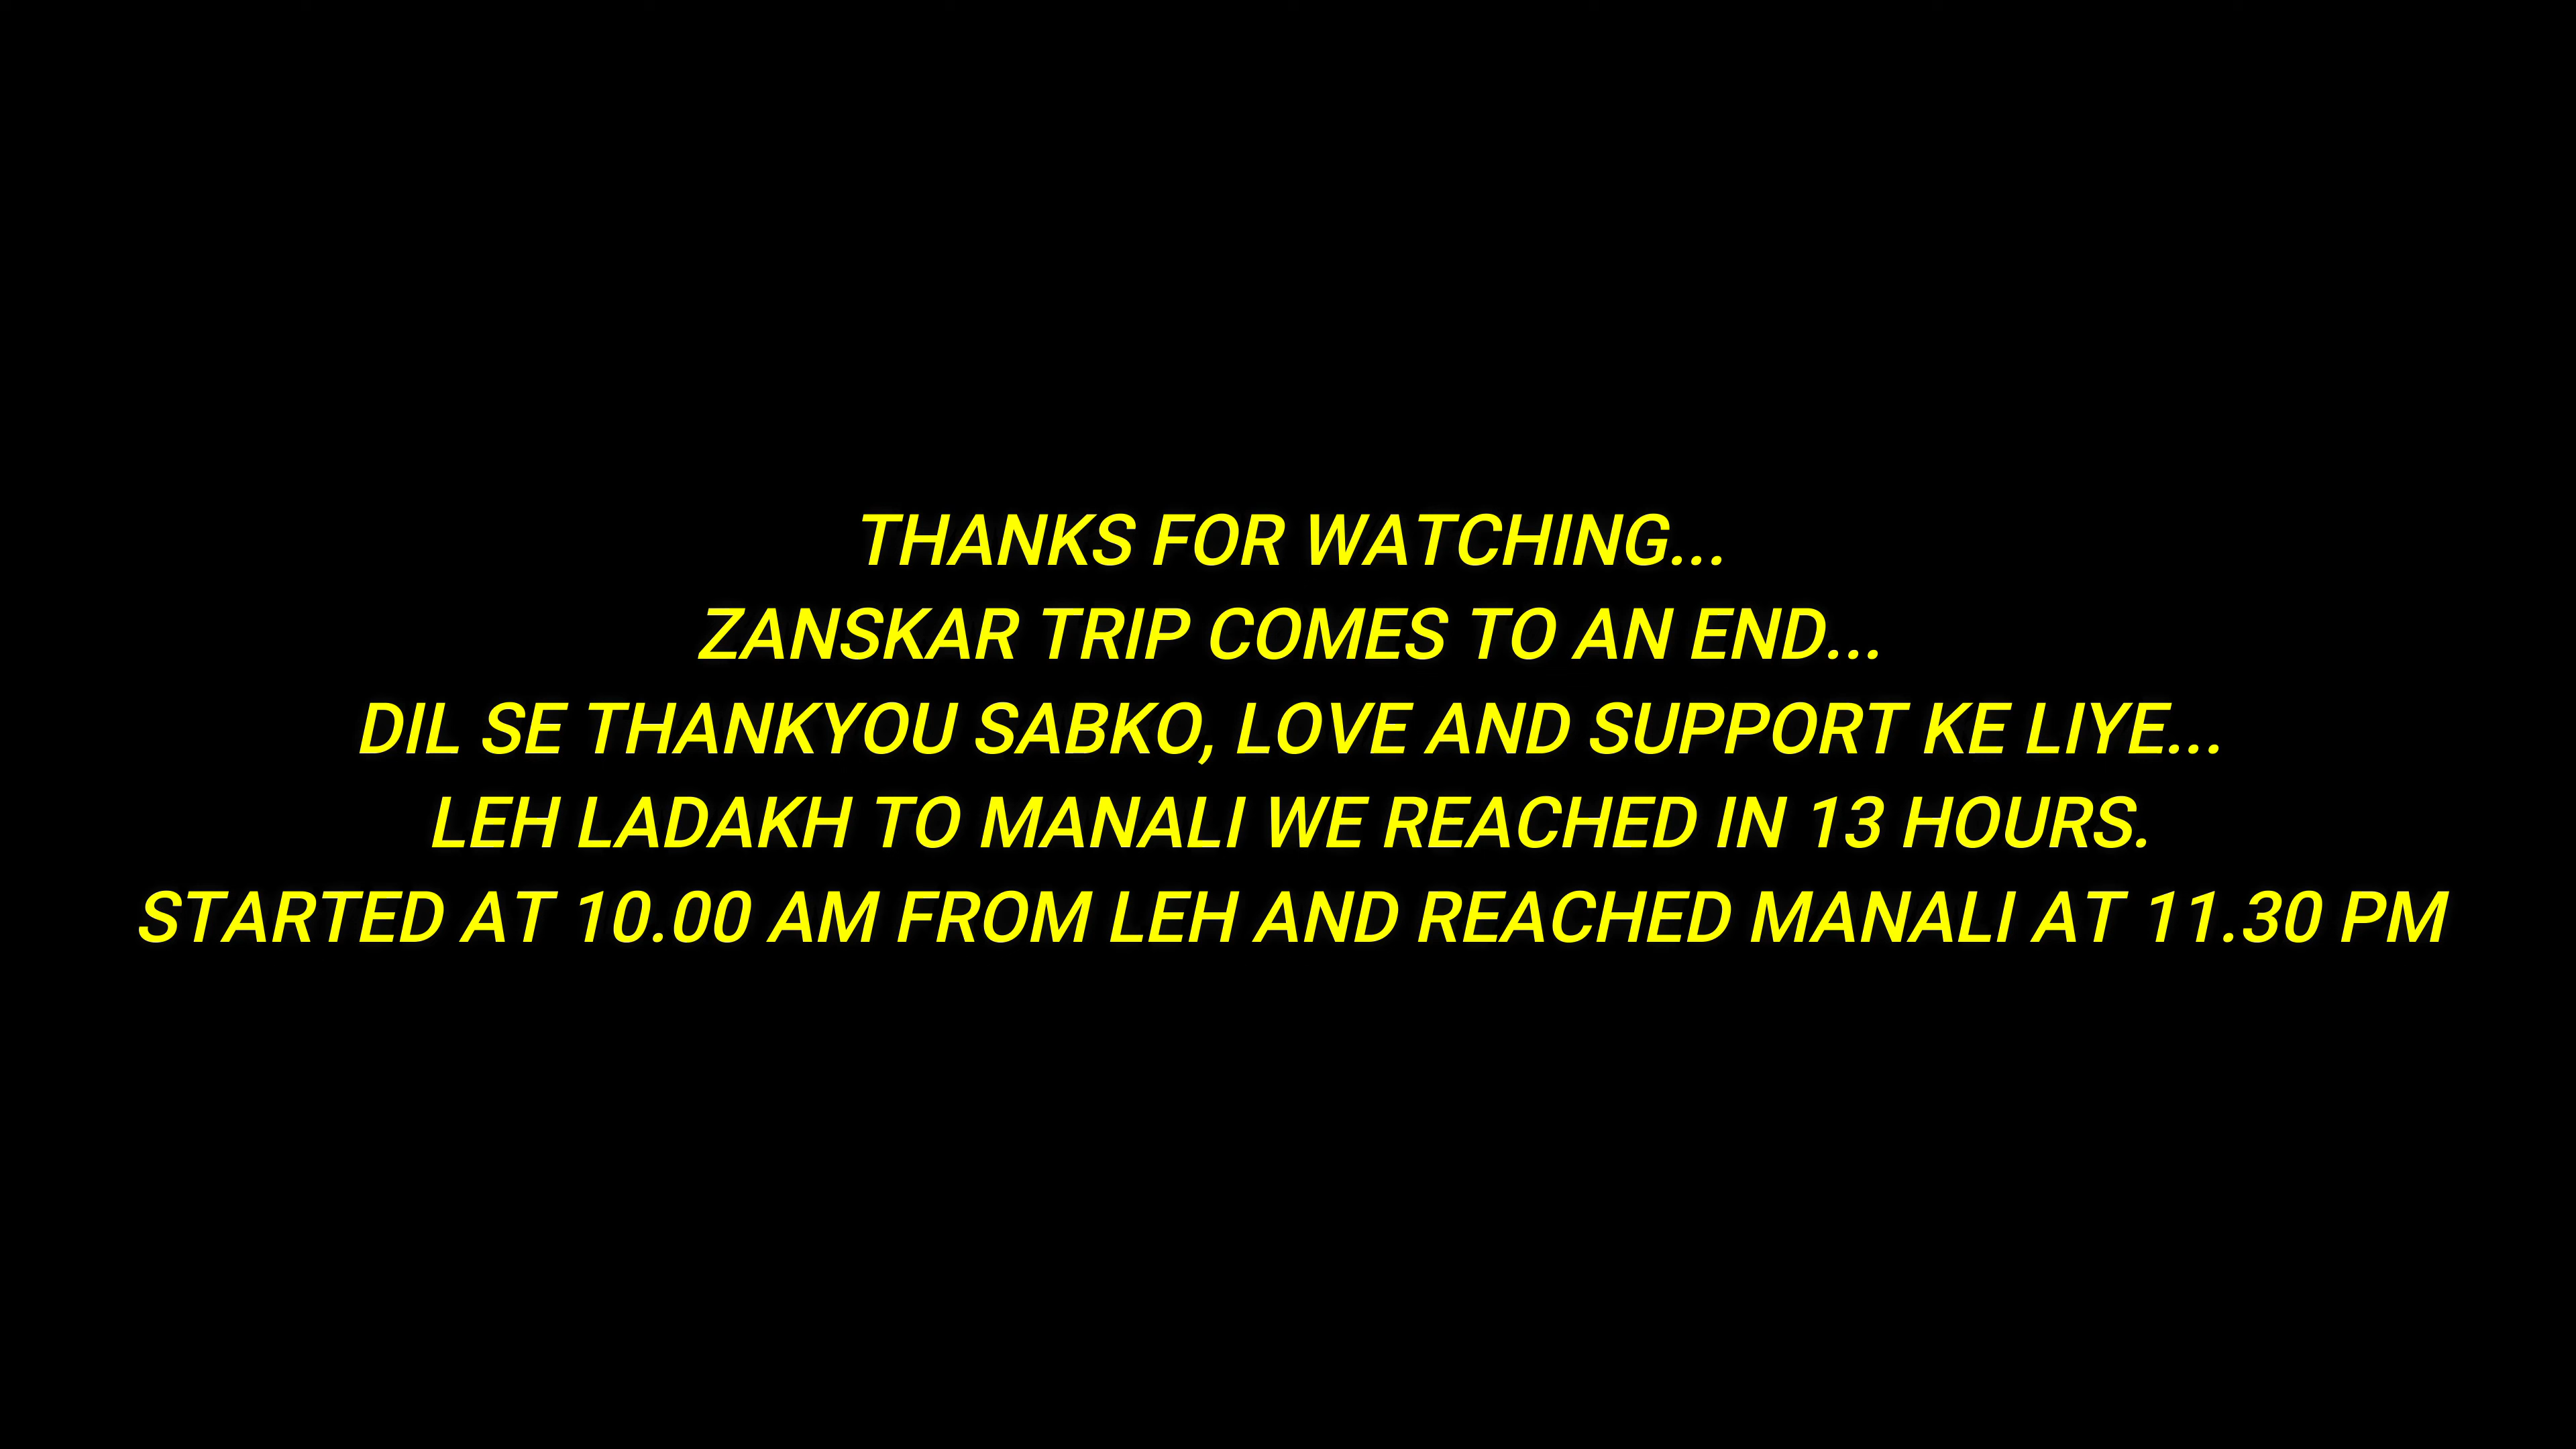 THANKS FOR WATCHING...
ZANSKAR TRIP COMES TO AN END...
DIL SE THANKYOU SABKO, LOVE AND SUPPORT KE LIYE...
LEH LADAKH TO MANALI WE REACHED IN 13 HOURS.
STARTED AT 10.00 AM FROM LEH AND REACHED MANALI AT 11.30 PM